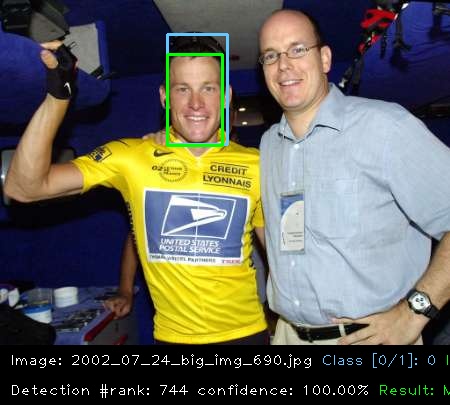 CREDIT
LYONNAIS
UNITED STATES
POSTAL SERVICE
Image: 2002_07_24_big_img_690.jpg Class [0/1]: 0
Detection #rank: 744 confidence: 100.00% Result: M